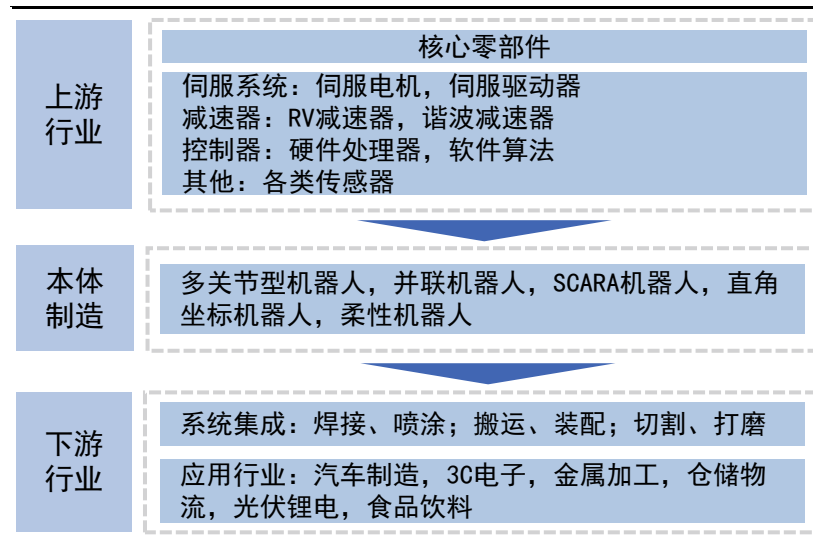 上游
行业
核心零部件
伺服系统：伺服电机，伺服驱动器
减速器：RV减速器，谐波减速器
控制器：硬件处理器，软件算法
其他：各类传感器
本体
制造
多关节型机器人，并联机器人，SCARA机器人，直角
坐标机器人，柔性机器人
下游
行业
系统集成：焊接、喷涂；搬运、装配；切割、打磨
应用行业：汽车制造，3C电子，金属加工，仓储物
流，光伏锂电，食品饮料